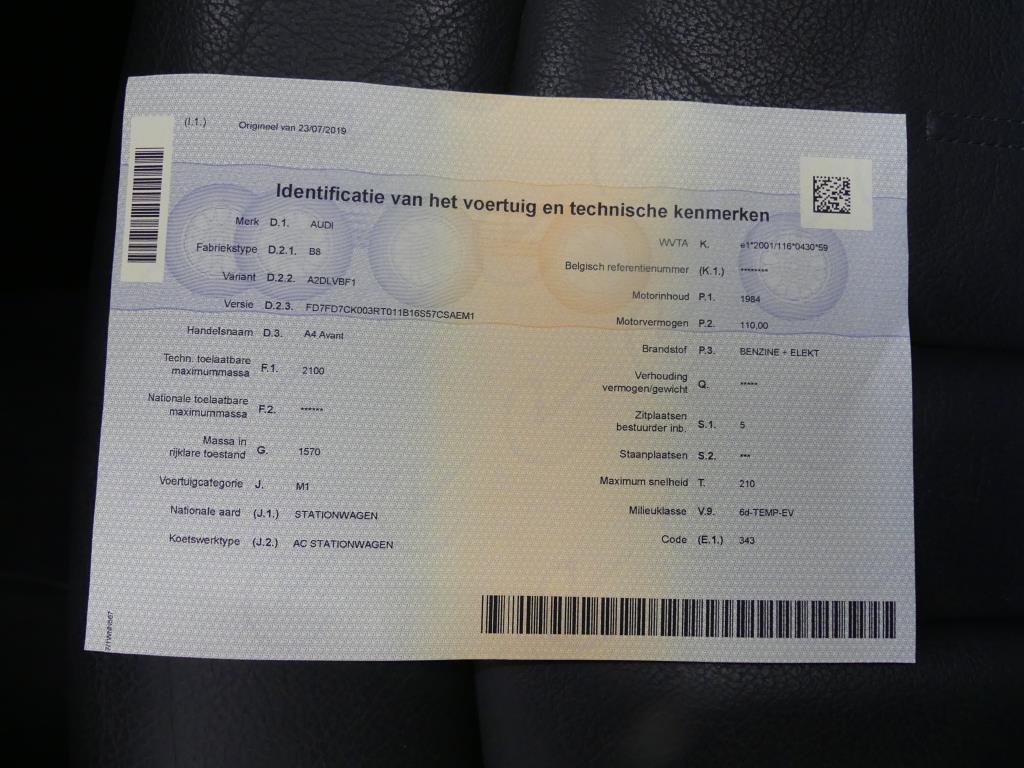 (I.1.) Origineel van 23/07/2019
Identificatie van het voertuig en technische kenmerken
Merk D.1. AUDI
Fabriekstype D.2.1. B8
Variant D.2.2. A2DLVBF1
Versie D.2.3. FD7FD7CK003RT011B16S57CSAEM1
Handelsnaam D.3. A4 Avant
Techn. toelaatbare
maximummassa F.1. 2100
Nationale toelaatbare
maximummassa F.2. ******
Massa in
rijklare toestand G. 1570
Voertuigcategorie J. M1
Nationale aard (J.1.) STATIONWAGEN
Koetswerktype (J.2.) AC STATIONWAGEN
WVTA K. e1*2001/116*0430*59
Belgisch referentienummer (K.1.) ********
Motorinhoud P.1. 1984
Motorvermogen P.2. 110,00
Brandstof P.3. BENZINE + ELEKT
Verhouding
vermogen/gewicht Q. *****
Zitplaatsen
bestuurder inb. S.1. 5
Staanplaatsen S.2. ***
Maximum snelheid T. 210
Milieuklasse V.9. 6d-TEMP-EV
Code (E.1.) 343